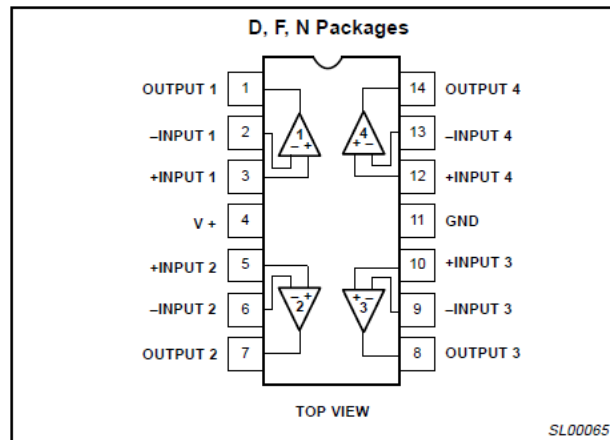 D, F, N Packages
OUTPUT 1 1 14 OUTPUT 4
–INPUT 1 2 13 –INPUT 4
1 – +
4 + –
+INPUT 1 3 12 +INPUT 4
V + 4 11 GND
+INPUT 2 5 10 +INPUT 3
– + 2
+ – 3
–INPUT 2 6 9 –INPUT 3
OUTPUT 2 7 8 OUTPUT 3
TOP VIEW
SL00065